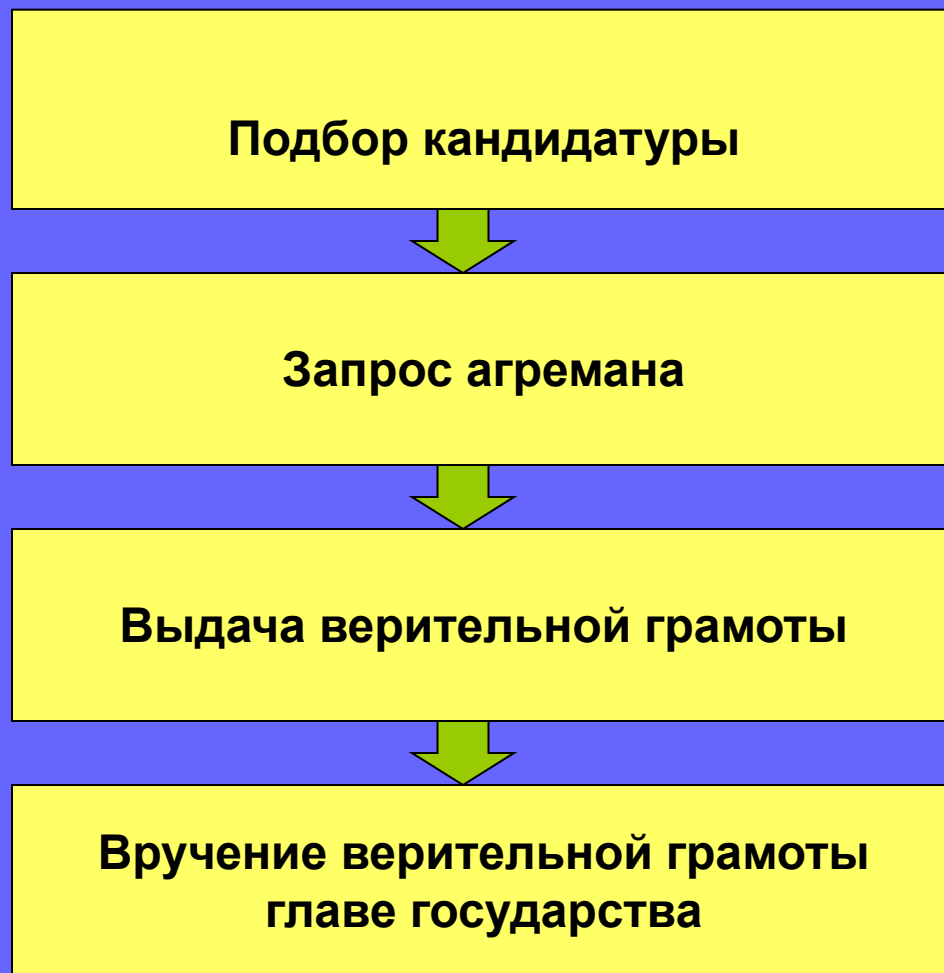 Подбор кандидатуры
Запрос агремана
Выдача верительной грамоты
Вручение верительной грамоты
главе государства